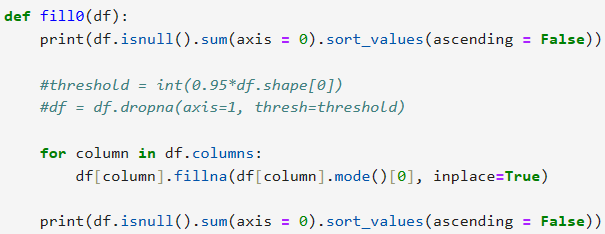 def fill0(df):
    print(df.isnull().sum(axis = 0).sort_values(ascending = False))
    #threshold = int(0.95*df.shape[0])
    #df = df.dropna(axis=1, thresh=threshold)
    for column in df.columns:
        df[column].fillna(df[column].mode()[0], inplace=True)
    print(df.isnull().sum(axis = 0).sort_values(ascending = False))